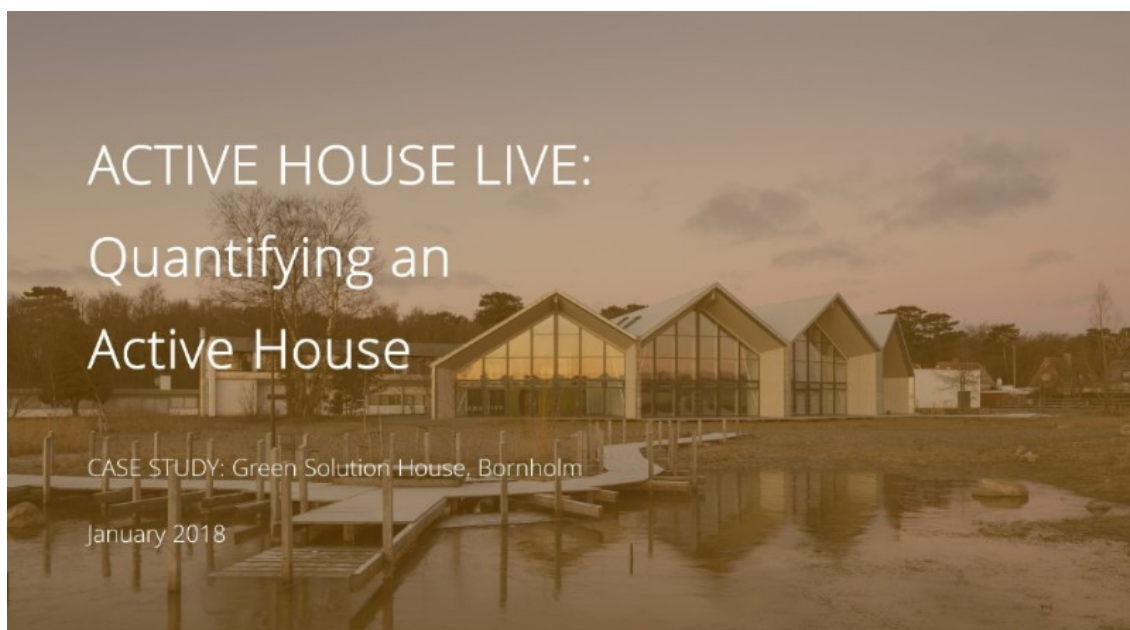 ACTIVE HOUSE LIVE:
Quantifying an
Active House
CASE STUDY: Green Solution House, Bornholm
January 2018